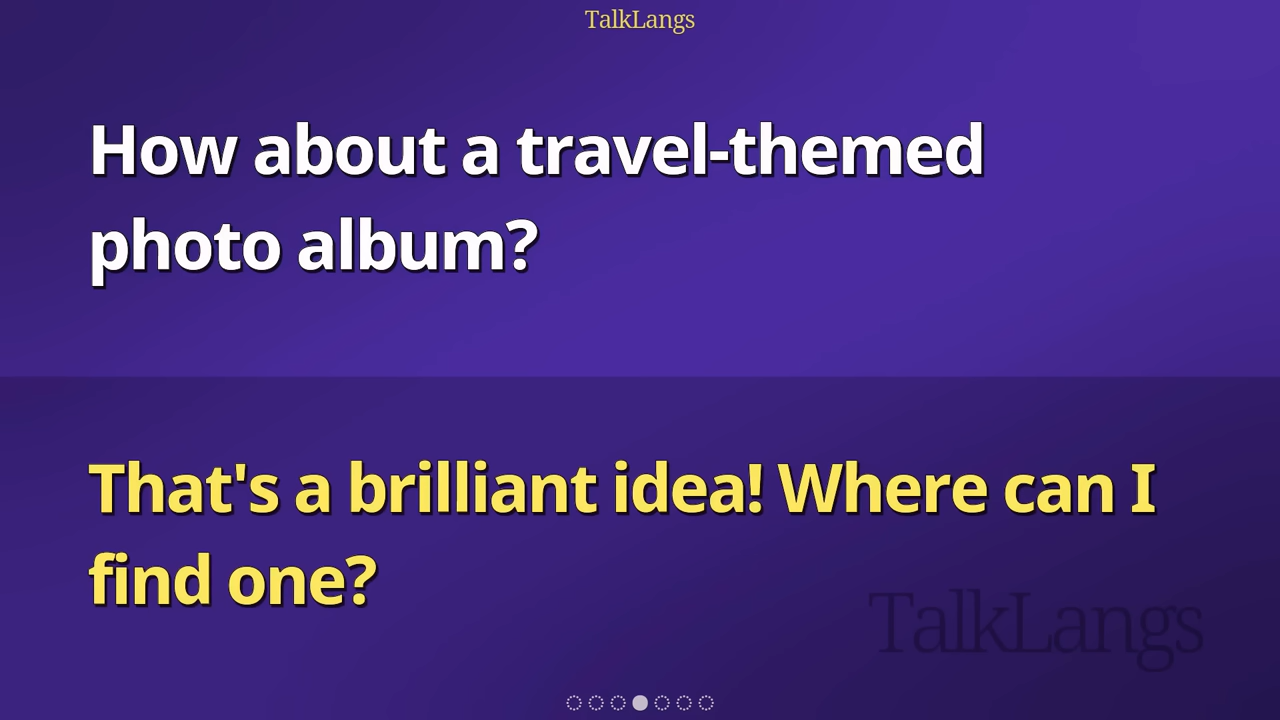 TalkLangs
How about a travel-themed
photo album?
That's a brilliant idea! Where can I
find one?
TalkLangs